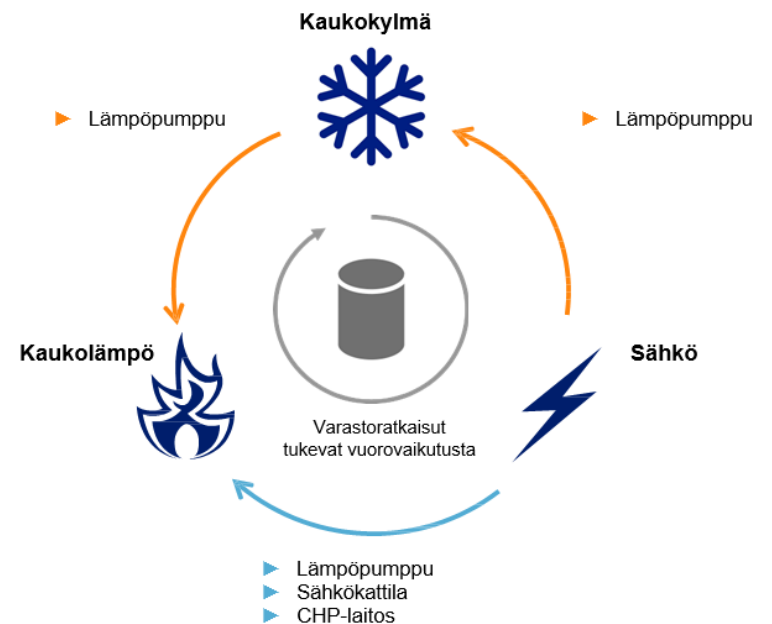 Kaukokylmä
Lämpöpumppu
Lämpöpumppu
Kaukolämpö
Sähkö
Varastoratkaisut
tukevat vuorovaikutusta
Lämpöpumppu
Sähkökattila
CHP-laitos